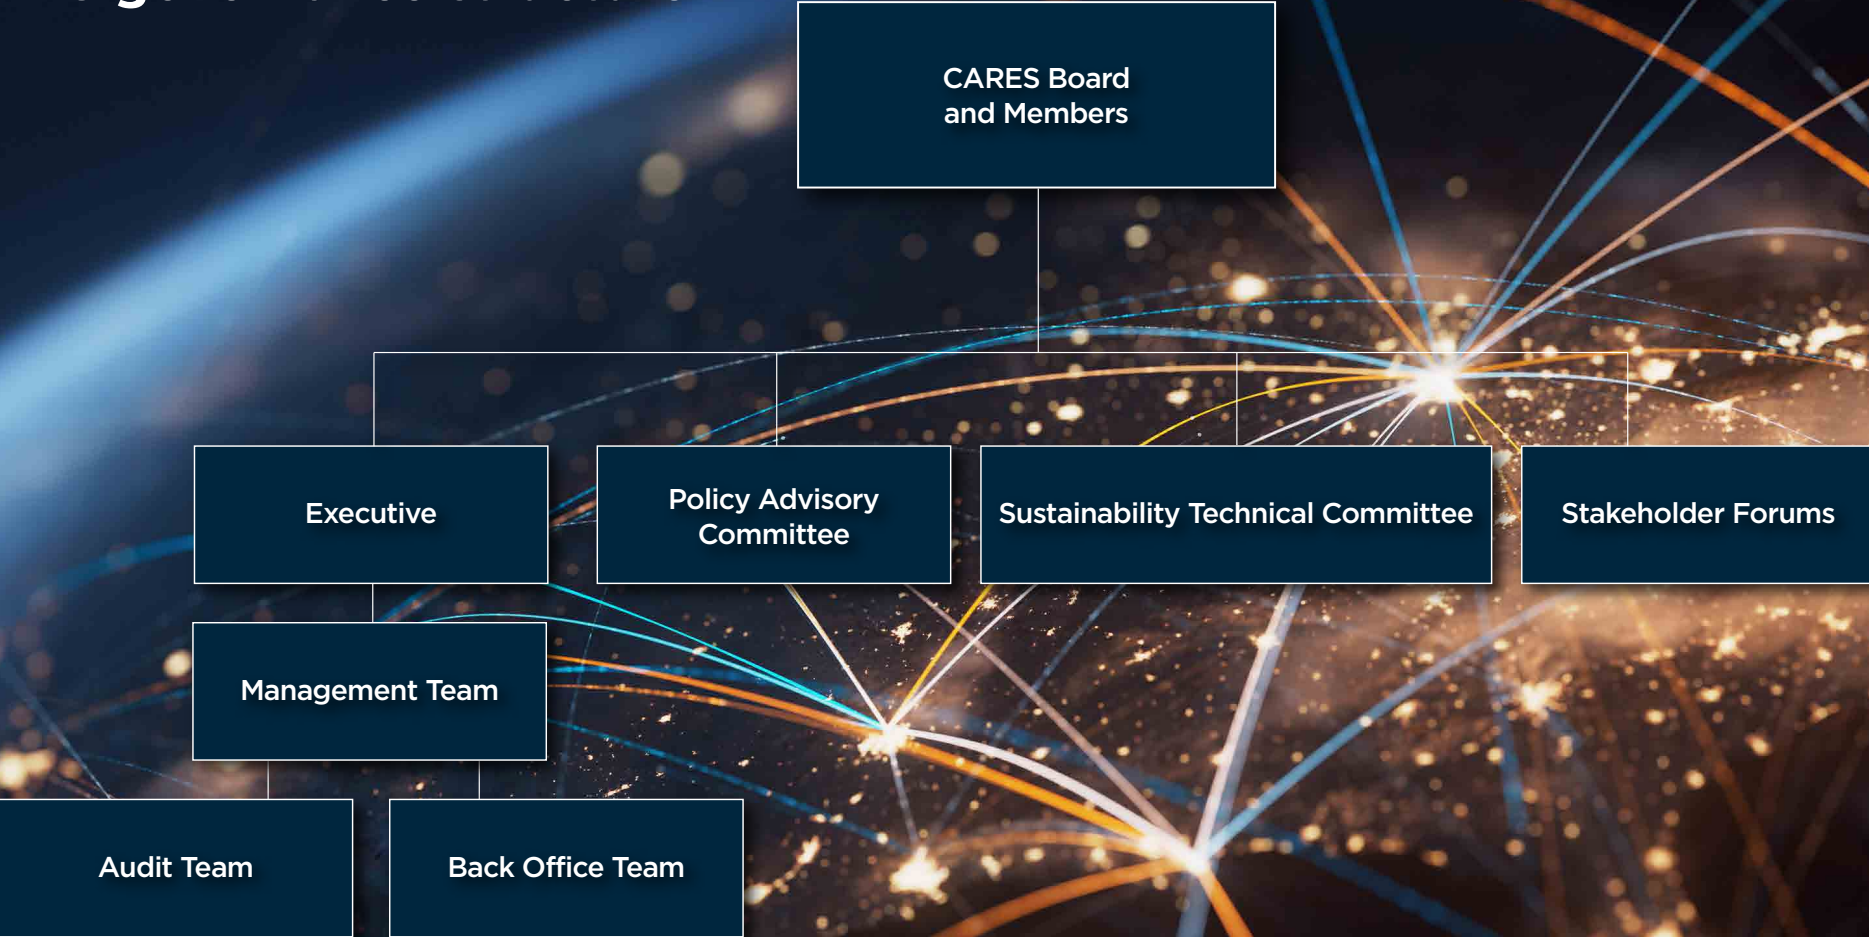 CARES Board
and Members
Executive
Policy Advisory
Committee
Sustainability Technical Committee
Stakeholder Forums
Management Team
Audit Team
Back Office Team